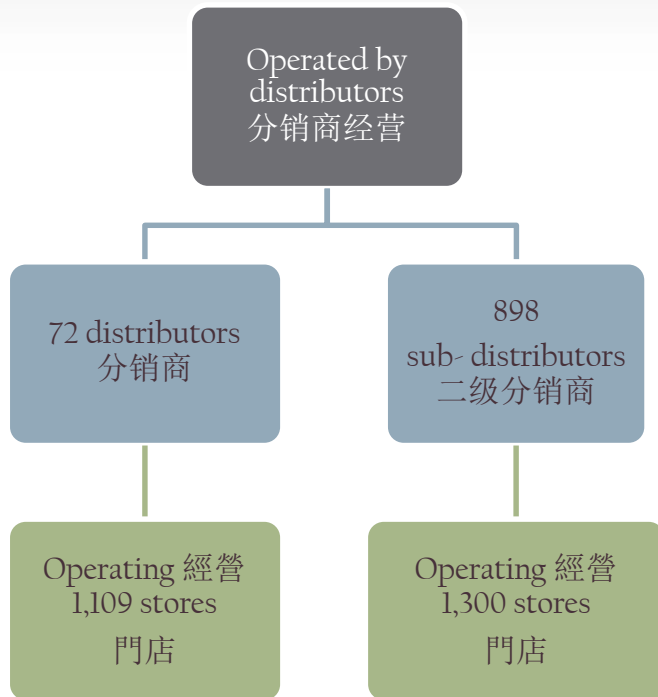 Operated by
distributors
分销商经营
72 distributors
分销商
898
sub- distributors
二级分销商
Operating 經營
1,109 stores
門店
Operating 經營
1,300 stores
門店